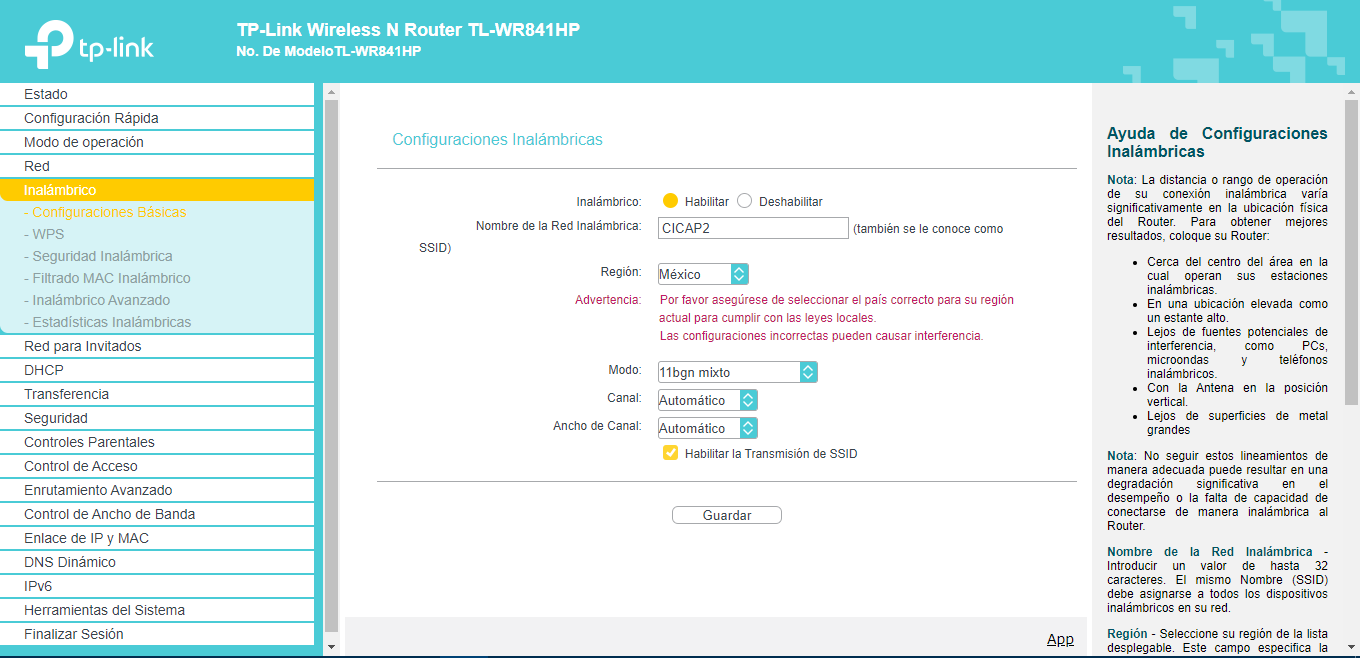 tp-link
TP-Link Wireless N Router TL-WR841HP
No. De ModeloTL-WR841HP
Estado
Configuración Rápida
Modo de operación
Red
Inalámbrico
- Configuraciones Básicas
- WPS
- Seguridad Inalámbrica
- Filtrado MAC Inalámbrico
- Inalámbrico Avanzado
- Estadísticas Inalámbricas
Red para Invitados
DHCP
Transferencia
Seguridad
Controles Parentales
Control de Acceso
Enrutamiento Avanzado
Control de Ancho de Banda
Enlace de IP y MAC
DNS Dinámico
IPv6
Herramientas del Sistema
Finalizar Sesión
Configuraciones Inalámbricas
Inalámbrico: Habilitar Deshabilitar
Nombre de la Red Inalámbrica: CICAP2 (también se le conoce como
SSID)
Región: México
Advertencia: Por favor asegúrese de seleccionar el país correcto para su región
actual para cumplir con las leyes locales.
Las configuraciones incorrectas pueden causar interferencia.
Modo: 11bgn mixto
Canal: Automático
Ancho de Canal: Automático
Habilitar la Transmisión de SSID
Guardar
App
Ayuda de Configuraciones
Inalámbricas
Nota: La distancia o rango de operación
de su conexión inalámbrica varía
significativamente en la ubicación física
del Router. Para obtener mejores
resultados, coloque su Router:
• Cerca del centro del área en la
cual operan sus estaciones
inalámbricas.
• En una ubicación elevada como
un estante alto.
• Lejos de fuentes potenciales de
interferencia, como PCs,
microondas y teléfonos
inalámbricos.
• Con la Antena en la posición
vertical.
• Lejos de superficies de metal
grandes
Nota: No seguir estos lineamientos de
manera adecuada puede resultar en una
degradación significativa en el
desempeño o la falta de capacidad de
conectarse de manera inalámbrica al
Router.
Nombre de la Red Inalámbrica -
Introducir un valor de hasta 32
caracteres. El mismo Nombre (SSID)
debe asignarse a todos los dispositivos
inalámbricos en su red.
Región - Seleccione su región de la lista
desplegable. Este campo especifica la